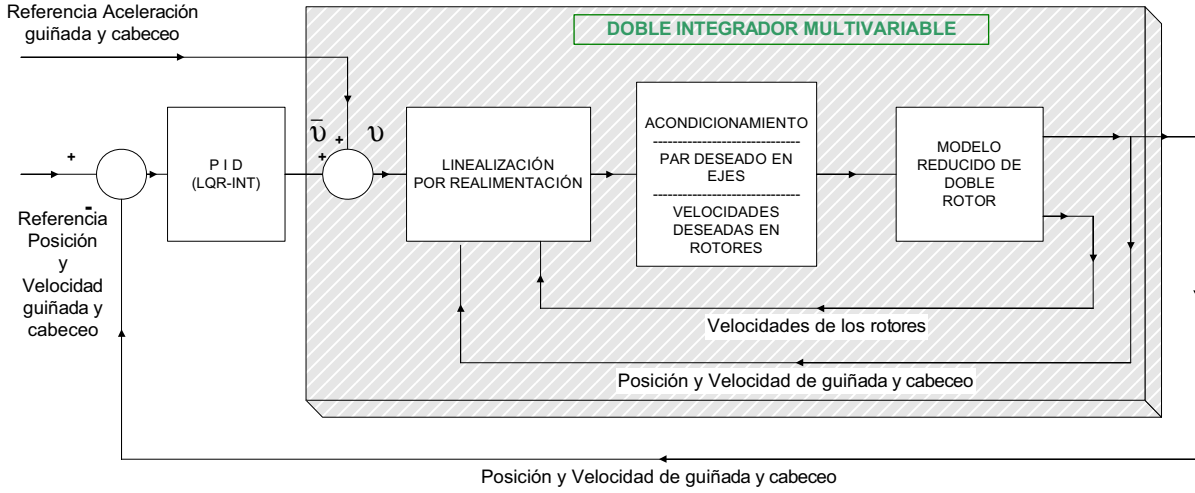 Referencia Aceleración
guiñada y cabeceo
DOBLE INTEGRADOR MULTIVARIABLE
+
-
Referencia
Posición
y
Velocidad
guiñada y
cabeceo
P I D
(LQR-INT)
ῡ
+
+
υ
LINEALIZACIÓN
POR REALIMENTACIÓN
ACONDICIONAMIENTO
PAR DESEADO EN
EJES
VELOCIDADES
DESEADAS EN
ROTORES
MODELO
REDUCIDO DE
DOBLE
ROTOR
Velocidades de los rotores
Posición y Velocidad de guiñada y cabeceo
Posición y Velocidad de guiñada y cabeceo